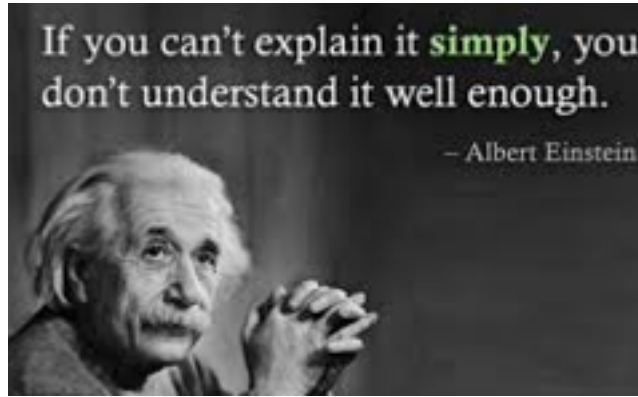 If you can’t explain it simply, you
don’t understand it well enough.
– Albert Einstein